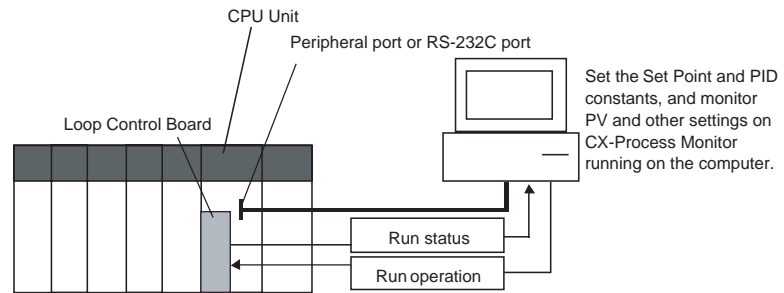 CPU Unit
Peripheral port or RS-232C port
Loop Control Board
Set the Set Point and PID
constants, and monitor
PV and other settings on
CX-Process Monitor
running on the computer.
Run status
Run operation